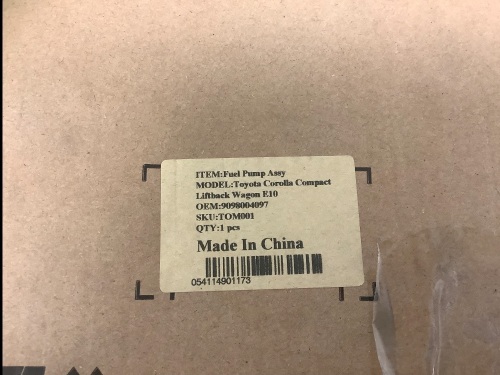 ITEM:Fuel Pump Assy
MODEL:Toyota Corolla Compact
Liftback Wagon E10
OEM:9098004097
SKU:TOM001
QTY:1 pcs
Made In China
054114901173